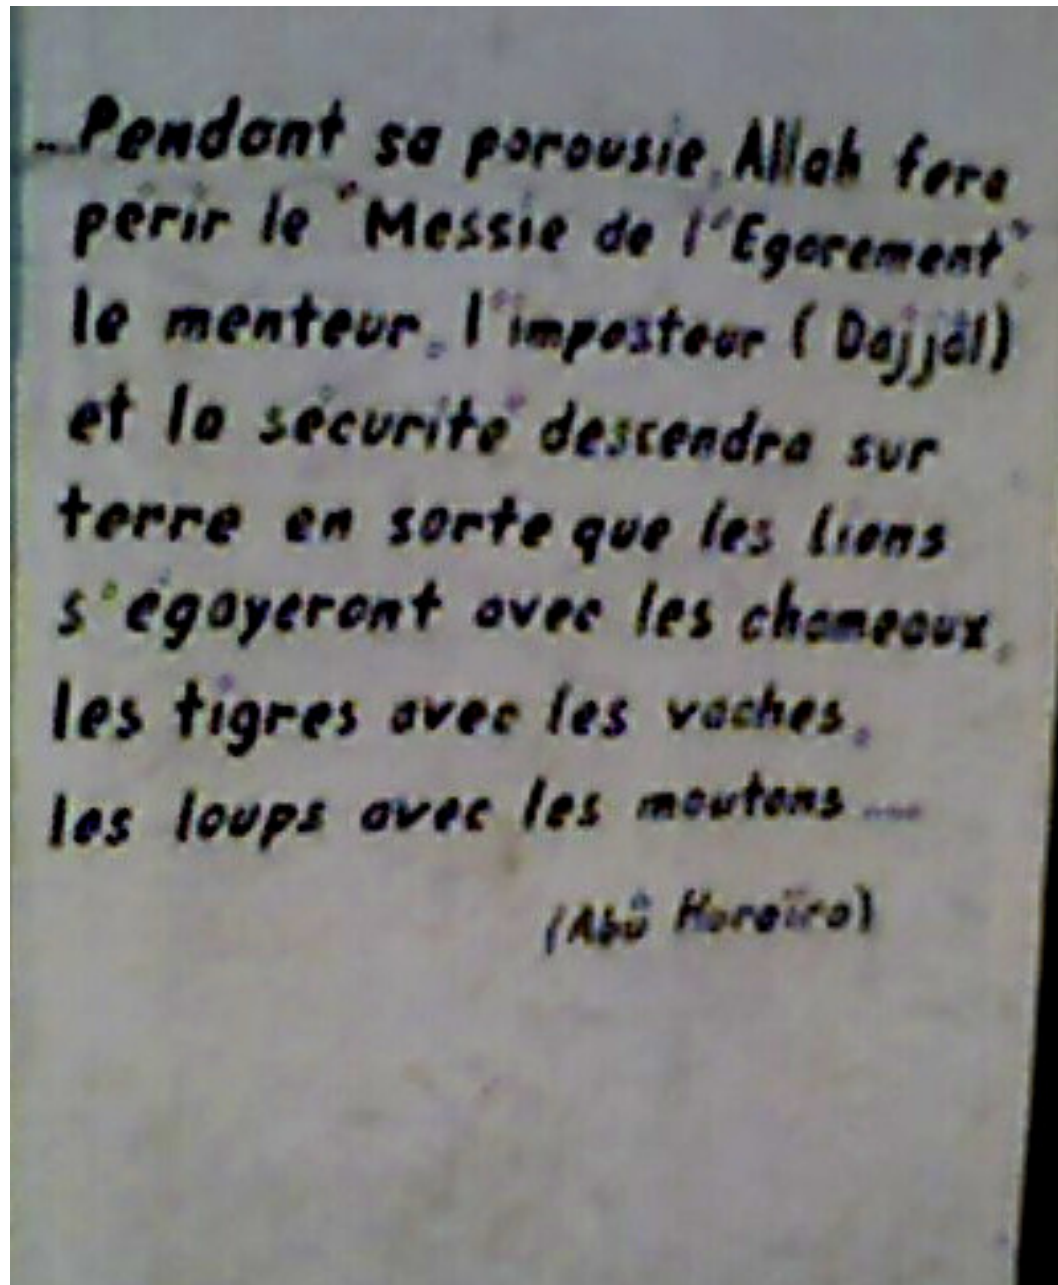 ...Pendant sa parousie, Allah fera
périr le "Messie de l'Egarement"
le menteur, l'imposteur (Dajjâl)
et la sécurité descendra sur
terre en sorte que les lions
s'égayeront avec les chameaux,
les tigres avec les vaches,
les loups avec les moutons....
(Abû Huraïra)